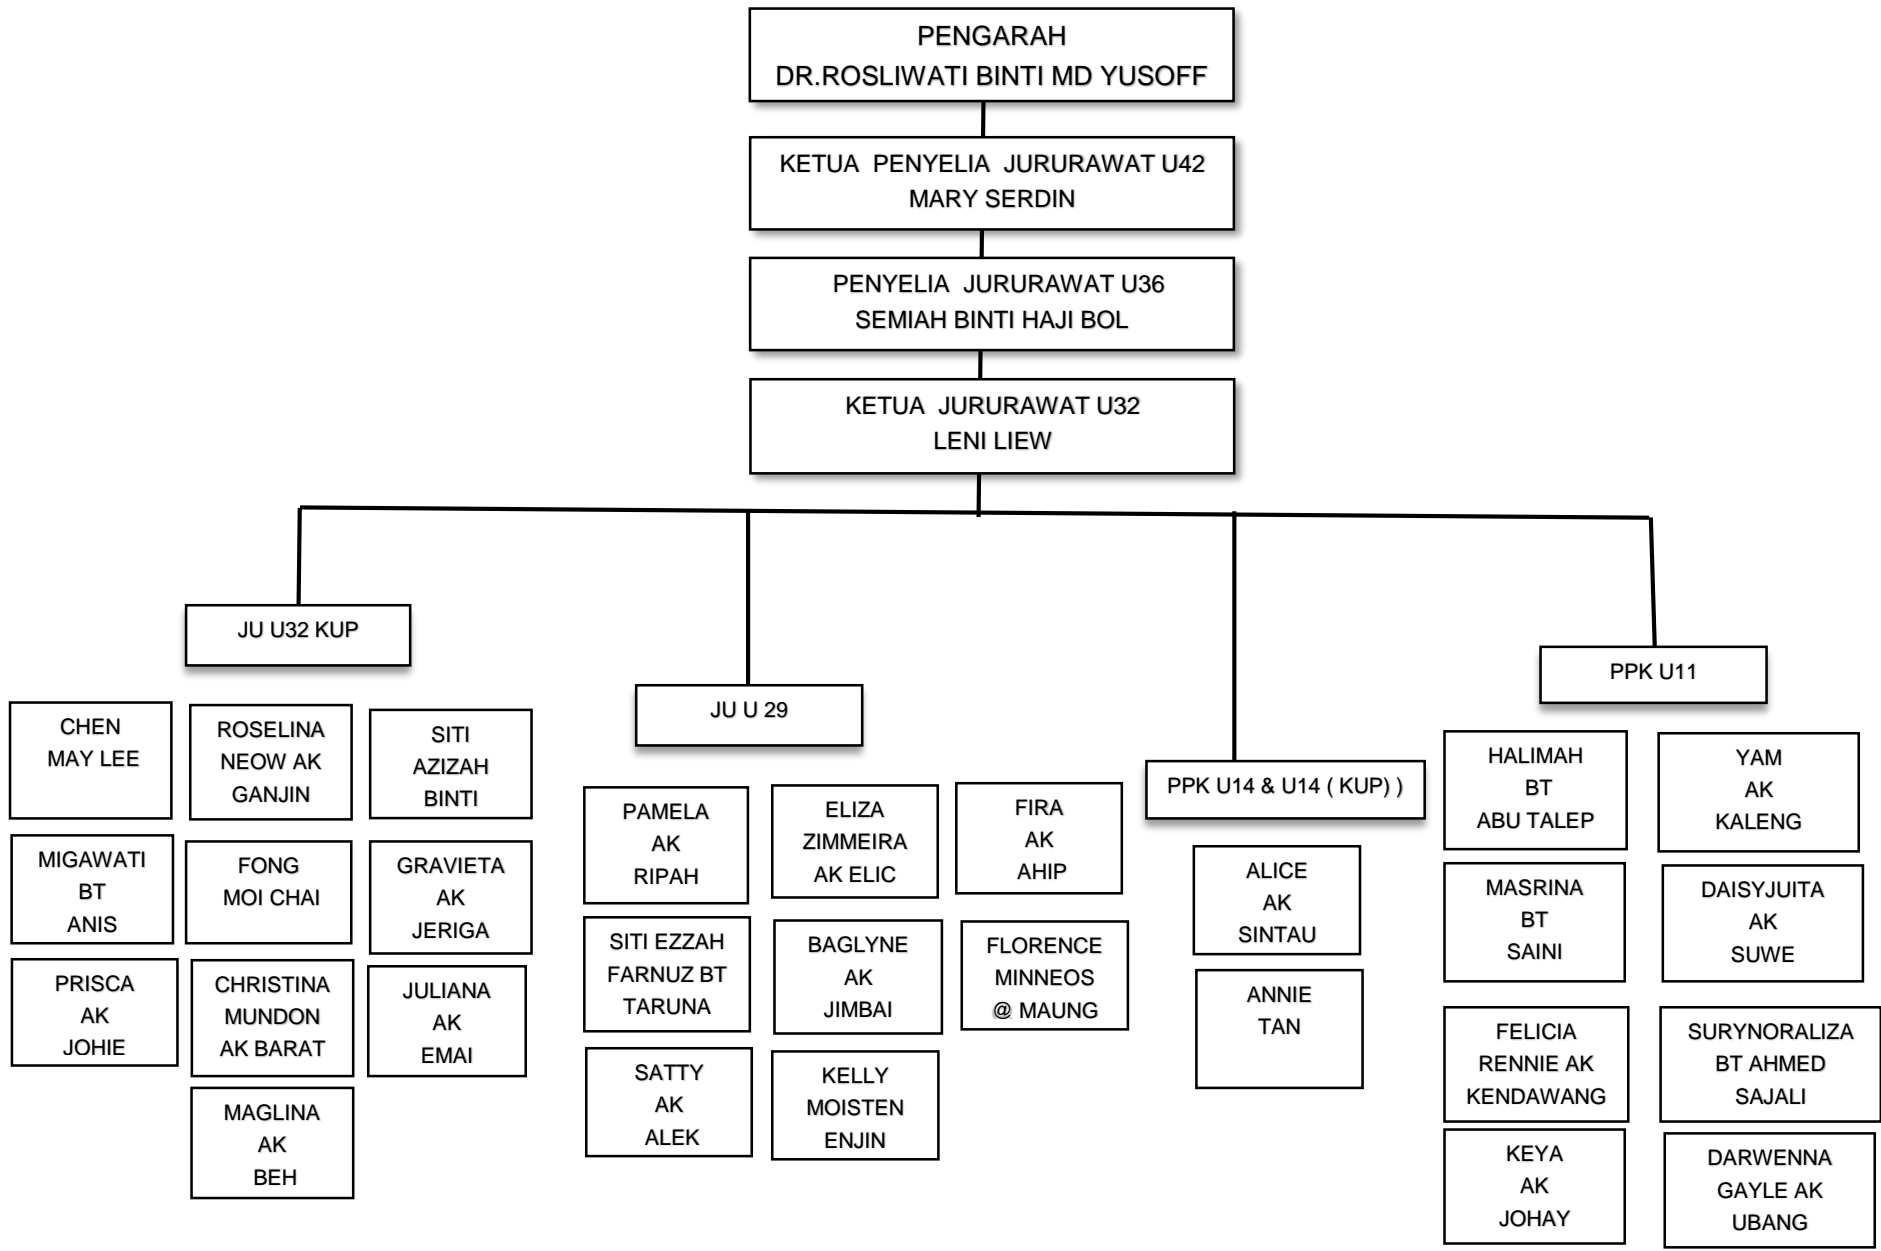 PENGARAH
DR.ROSLIWATI BINTI MD YUSOFF
KETUA PENYELIA JURURAWAT U42
MARY SERDIN
PENYELIA JURURAWAT U36
SEMIAH BINTI HAJI BOL
KETUA JURURAWAT U32
LENI LIEW
JU U32 KUP
CHEN
MAY LEE
ROSELINA
NEOW AK
GANJIN
SITI
AZIZAH
BINTI
MIGAWATI
BT
ANIS
FONG
MOI CHAI
GRAVIETA
AK
JERIGA
PRISCA
AK
JOHIE
CHRISTINA
MUNDON
AK BARAT
JULIANA
AK
EMAI
MAGLINA
AK
BEH
JU U 29
PAMELA
AK
RIPAH
ELIZA
ZIMMEIRA
AK ELIC
FIRA
AK
AHIP
SITI EZZAH
FARNUZ BT
TARUNA
BAGLYNE
AK
JIMBAI
FLORENCE
MINNEOS
@ MAUNG
SATTY
AK
ALEK
KELLY
MOISTEN
ENJIN
PPK U14 & U14 ( KUP) )
ALICE
AK
SINTAU
ANNIE
TAN
PPK U11
HALIMAH
BT
ABU TALEP
YAM
AK
KALENG
MASRINA
BT
SAINI
DAISYJUITA
AK
SUWE
FELICIA
RENNIE AK
KENDAWANG
SURYNORALIZA
BT AHMED
SAJALI
KEYA
AK
JOHAY
DARWENNA
GAYLE AK
UBANG